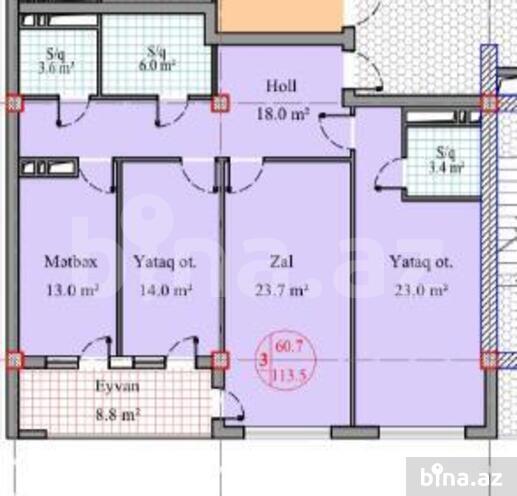 S/q
3.6 m²
S/q
6.0 m²
Holl
18.0 m²
S/q
3.4 m²
Mətbəx
13.0 m²
Yataq ot.
14.0 m²
Zal
23.7 m²
Yataq ot.
23.0 m²
3
60.7
113.5
Eyvan
8.8 m²
bina.az
bina.az